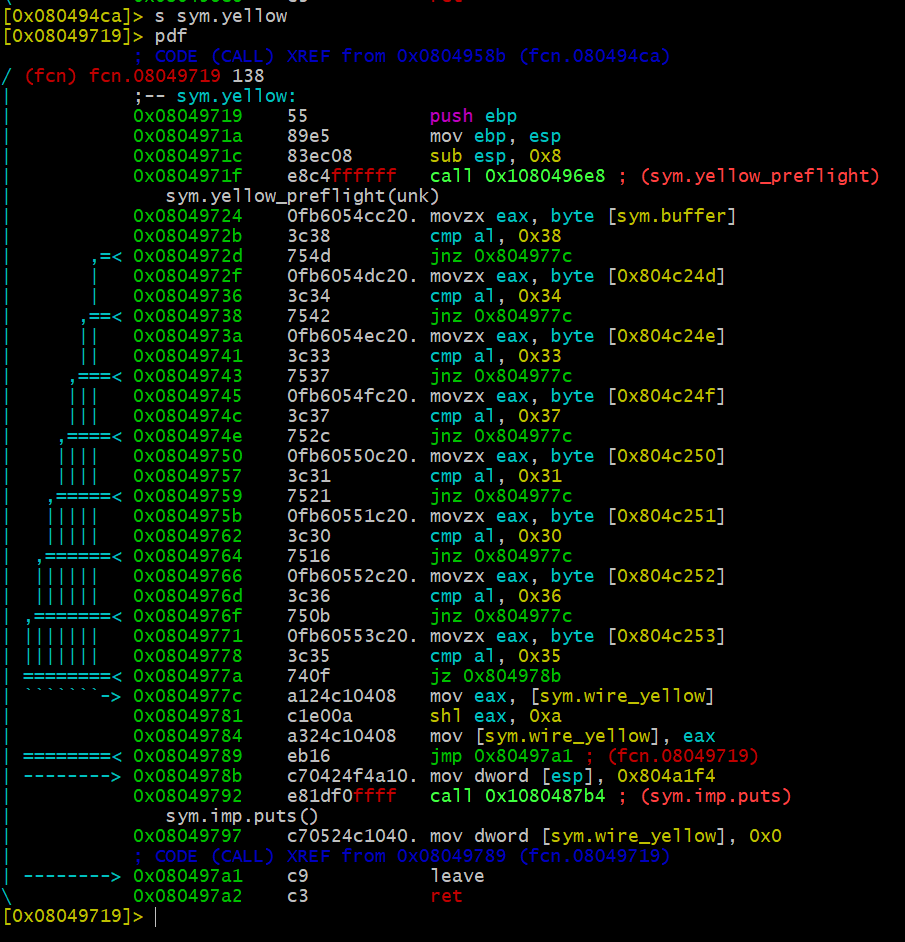 [0x080494ca]> s sym.yellow
[0x08049719]> pdf
; CODE (CALL) XREF from 0x0804958b (fcn.080494ca)
/ (fcn) fcn.08049719 138
| ;-- sym.yellow:
| 0x08049719 55 push ebp
| 0x0804971a 89e5 mov ebp, esp
| 0x0804971c 83ec08 sub esp, 0x8
| 0x0804971f e8c4ffffff call 0x1080496e8 ; (sym.yellow_preflight)
| sym.yellow_preflight(unk)
| 0x08049724 0fb6054cc20. movzx eax, byte [sym.buffer]
| 0x0804972b 3c38 cmp al, 0x38
| ,=< 0x0804972d 754d jnz 0x804977c
| | 0x0804972f 0fb6054dc20. movzx eax, byte [0x804c24d]
| | 0x08049736 3c34 cmp al, 0x34
| ,==< 0x08049738 7542 jnz 0x804977c
| || 0x0804973a 0fb6054ec20. movzx eax, byte [0x804c24e]
| || 0x08049741 3c33 cmp al, 0x33
| ,===< 0x08049743 7537 jnz 0x804977c
| ||| 0x08049745 0fb6054fc20. movzx eax, byte [0x804c24f]
| ||| 0x0804974c 3c37 cmp al, 0x37
| ,====< 0x0804974e 752c jnz 0x804977c
| |||| 0x08049750 0fb60550c20. movzx eax, byte [0x804c250]
| |||| 0x08049757 3c31 cmp al, 0x31
| ,=====< 0x08049759 7521 jnz 0x804977c
| ||||| 0x0804975b 0fb60551c20. movzx eax, byte [0x804c251]
| ||||| 0x08049762 3c30 cmp al, 0x30
| ,======< 0x08049764 7516 jnz 0x804977c
| |||||| 0x08049766 0fb60552c20. movzx eax, byte [0x804c252]
| |||||| 0x0804976d 3c36 cmp al, 0x36
| ,=======< 0x0804976f 750b jnz 0x804977c
| ||||||| 0x08049771 0fb60553c20. movzx eax, byte [0x804c253]
| ||||||| 0x08049778 3c35 cmp al, 0x35
| ========< 0x0804977a 740f jz 0x804978b
| ```````-> 0x0804977c a124c10408 mov eax, [sym.wire_yellow]
| 0x08049781 c1e00a shl eax, 0xa
| 0x08049784 a324c10408 mov [sym.wire_yellow], eax
| ========< 0x08049789 eb16 jmp 0x80497a1 ; (fcn.08049719)
| --------> 0x0804978b c70424f4a10. mov dword [esp], 0x804a1f4
| 0x08049792 e81df0ffff call 0x1080487b4 ; (sym.imp.puts)
| sym.imp.puts()
| 0x08049797 c70524c1040. mov dword [sym.wire_yellow], 0x0
| ; CODE (CALL) XREF from 0x08049789 (fcn.08049719)
| --------> 0x080497a1 c9 leave
\ 0x080497a2 c3 ret
[0x08049719]>